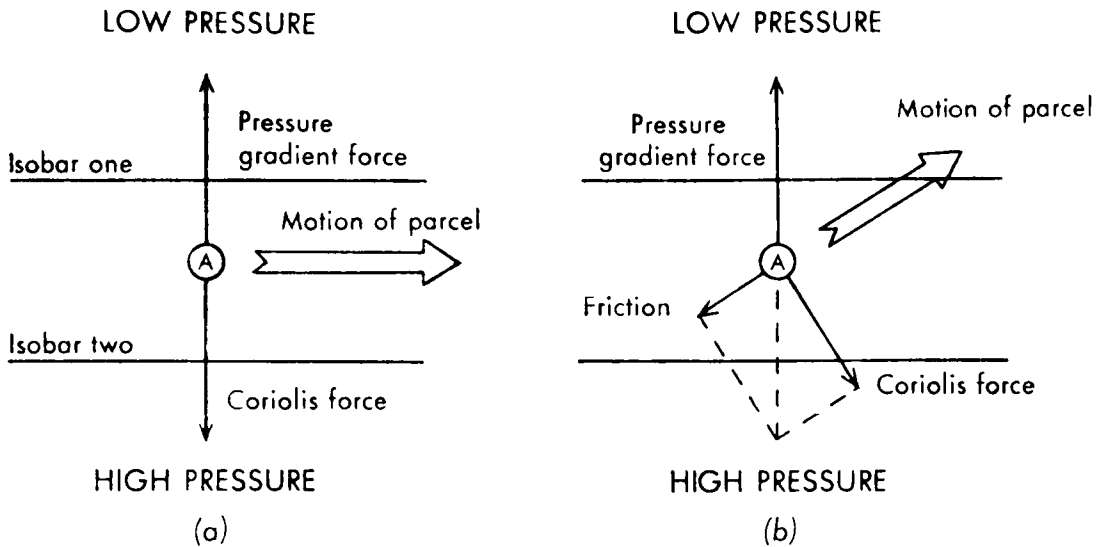 LOW PRESSURE
Pressure
gradient force
Isobar one
Motion of parcel
A
Isobar two
Coriolis force
HIGH PRESSURE
(a)
LOW PRESSURE
Motion of parcel
Pressure
gradient force
A
Friction
Coriolis force
HIGH PRESSURE
(b)